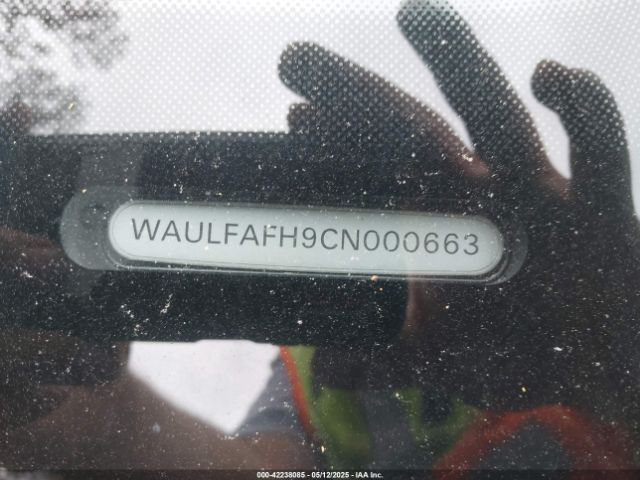 WAULFAFH9CN000663
000-42238085 - 05/12/2025 - IAA Inc.